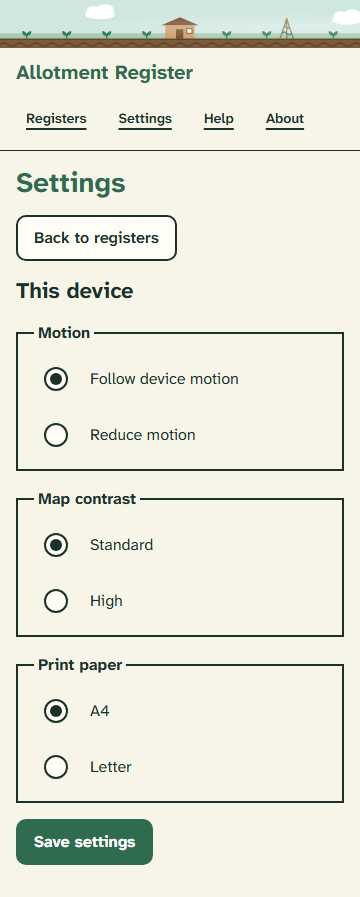 Allotment Register
Registers Settings Help About
Settings
Back to registers
This device
Motion
Follow device motion
Reduce motion
Map contrast
Standard
High
Print paper
A4
Letter
Save settings